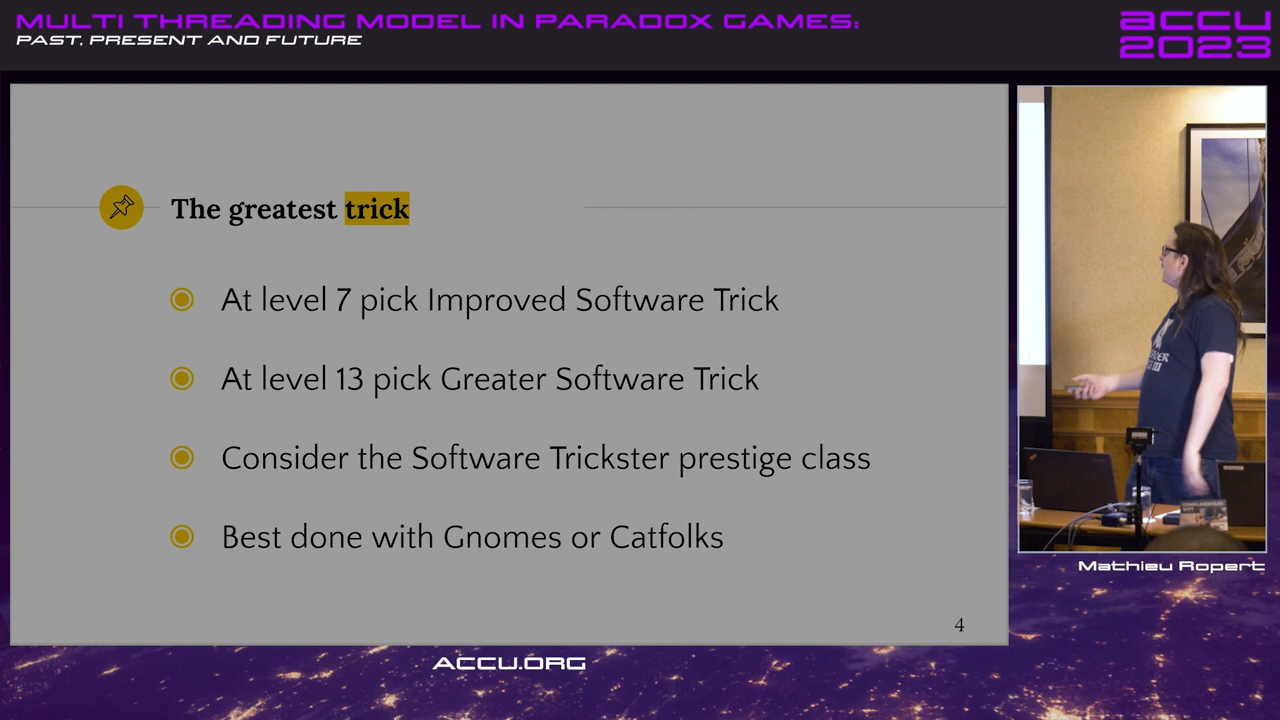 MULTI THREADING MODEL IN PARADOX GAMES:
PAST, PRESENT AND FUTURE
ACCU
2023
The greatest trick
At level 7 pick Improved Software Trick
At level 13 pick Greater Software Trick
Consider the Software Trickster prestige class
Best done with Gnomes or Catfolks
4
Mathieu Ropert
ACCU.ORG